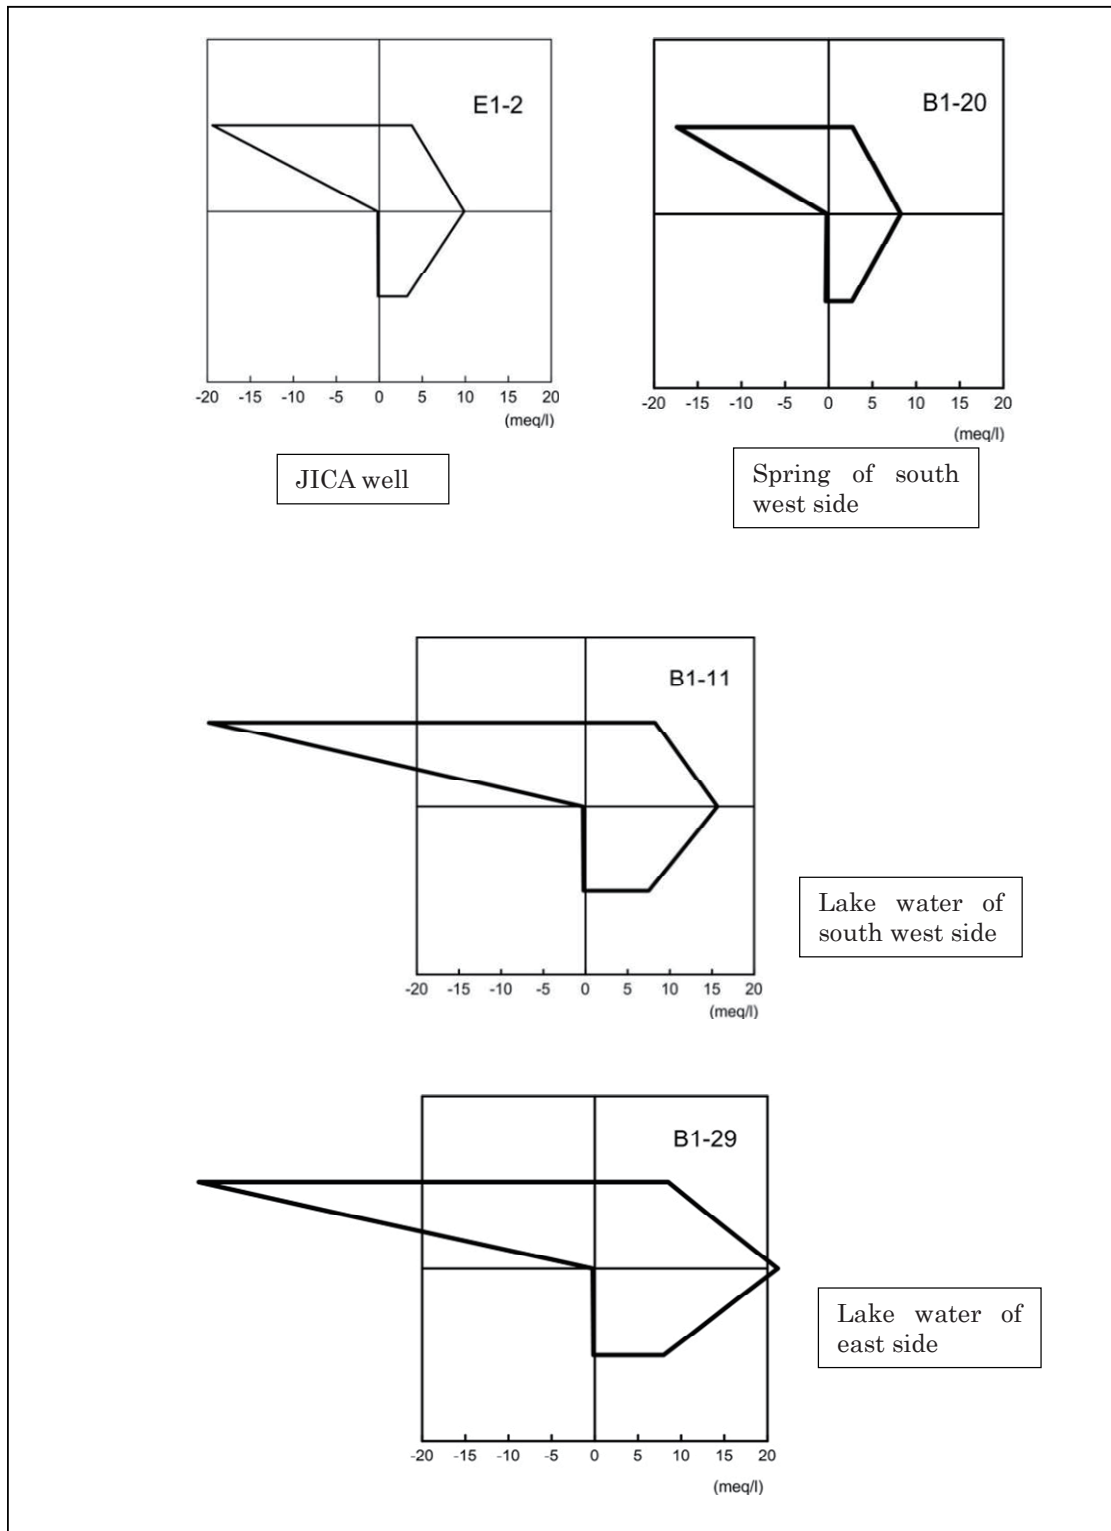 E1-2
-20 -15 -10 -5 0 5 10 15 20
(meq/l)
JICA well
B1-20
-20 -15 -10 -5 0 5 10 15 20
(meq/l)
Spring of south
west side
B1-11
-20 -15 -10 -5 0 5 10 15 20
(meq/l)
Lake water of
south west side
B1-29
-20 -15 -10 -5 0 5 10 15 20
(meq/l)
Lake water of
east side